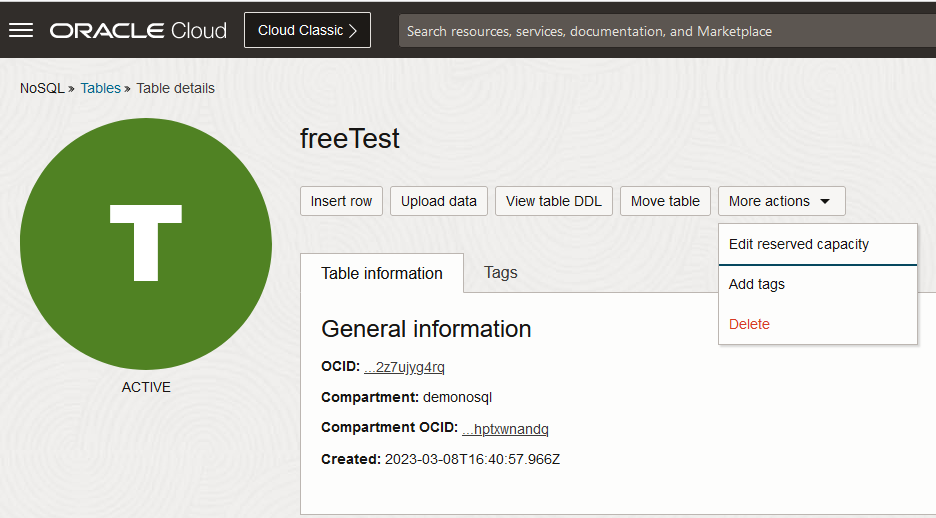 ORACLE Cloud
Cloud Classic
Search resources, services, documentation, and Marketplace
NoSQL » Tables » Table details
T
ACTIVE
freeTest
Insert row
Upload data
View table DDL
Move table
More actions
Edit reserved capacity
Add tags
Delete
Table information
Tags
General information
OCID: ...2z7ujyg4rq
Compartment: demonosql
Compartment OCID: ...hptxwnandq
Created: 2023-03-08T16:40:57.966Z